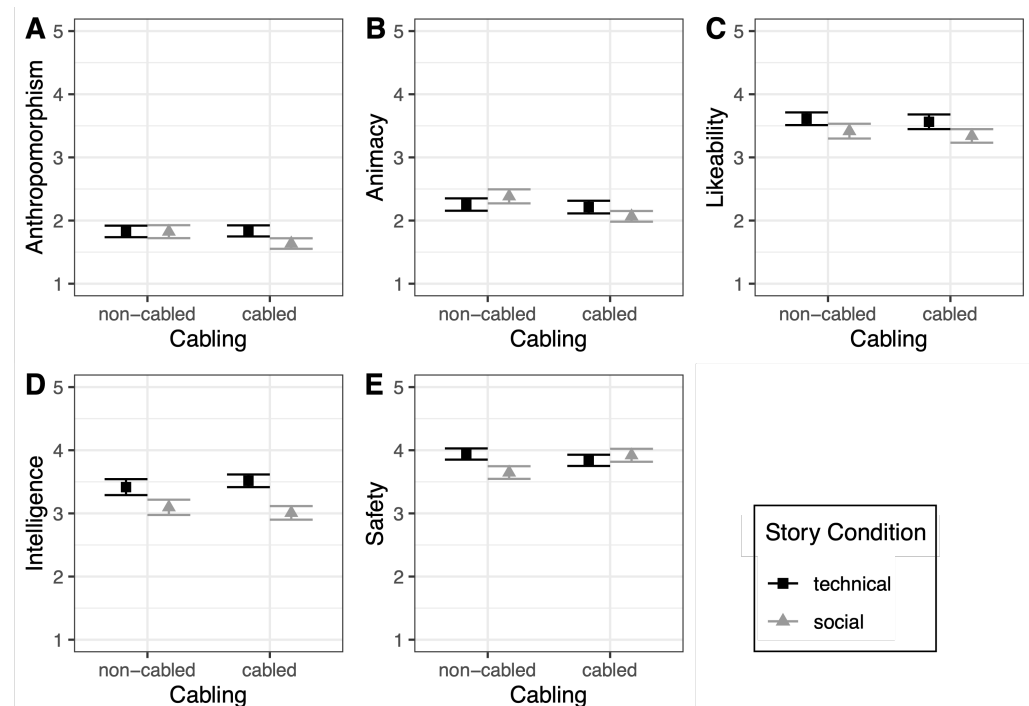 A
Anthropomorphism
5
4
3
2
1
non-cabled cabled
Cabling
B
Animacy
5
4
3
2
1
non-cabled cabled
Cabling
C
Likeability
5
4
3
2
1
non-cabled cabled
Cabling
D
Intelligence
5
4
3
2
1
non-cabled cabled
Cabling
E
Safety
5
4
3
2
1
non-cabled cabled
Cabling
Story Condition
technical
social